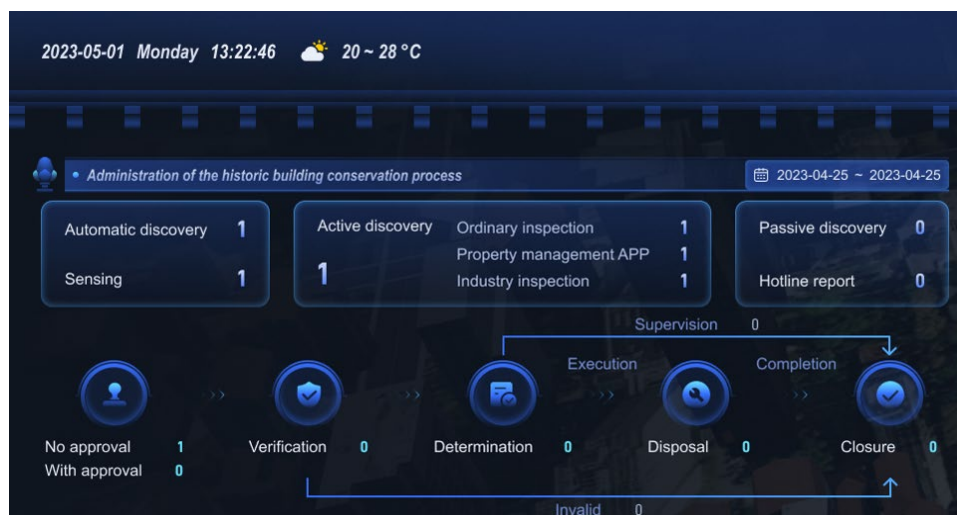 2023-05-01 Monday 13:22:46 20 ~ 28 °C
Administration of the historic building conservation process
2023-04-25 ~ 2023-04-25
Automatic discovery 1
Sensing 1
Active discovery
1
Ordinary inspection 1
Property management APP 1
Industry inspection 1
Passive discovery 0
Hotline report 0
Supervision 0
Execution
Completion
No approval 1
With approval 0
Verification 0
Determination 0
Disposal 0
Closure 0
Invalid 0